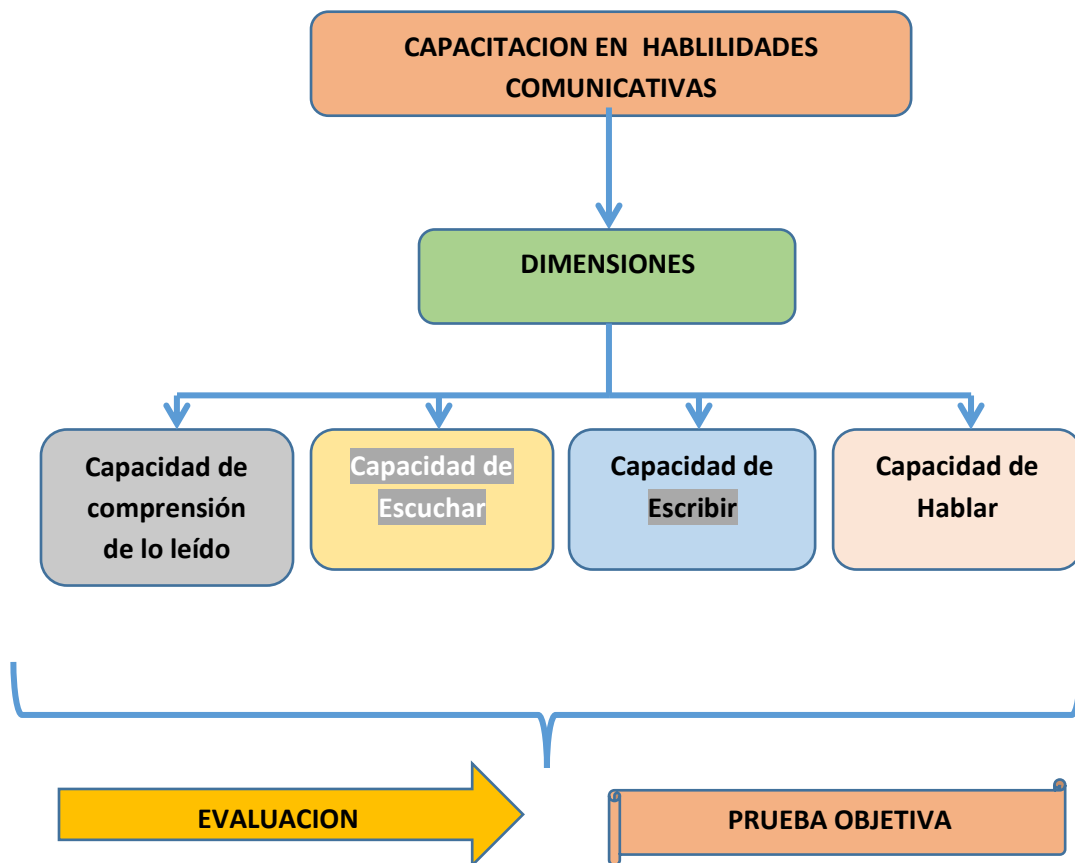 CAPACITACION EN HABLILIDADES
COMUNICATIVAS
DIMENSIONES
Capacidad de
comprensión
de lo leído
Capacidad de
Escuchar
Capacidad de
Escribir
Capacidad de
Hablar
EVALUACION
PRUEBA OBJETIVA